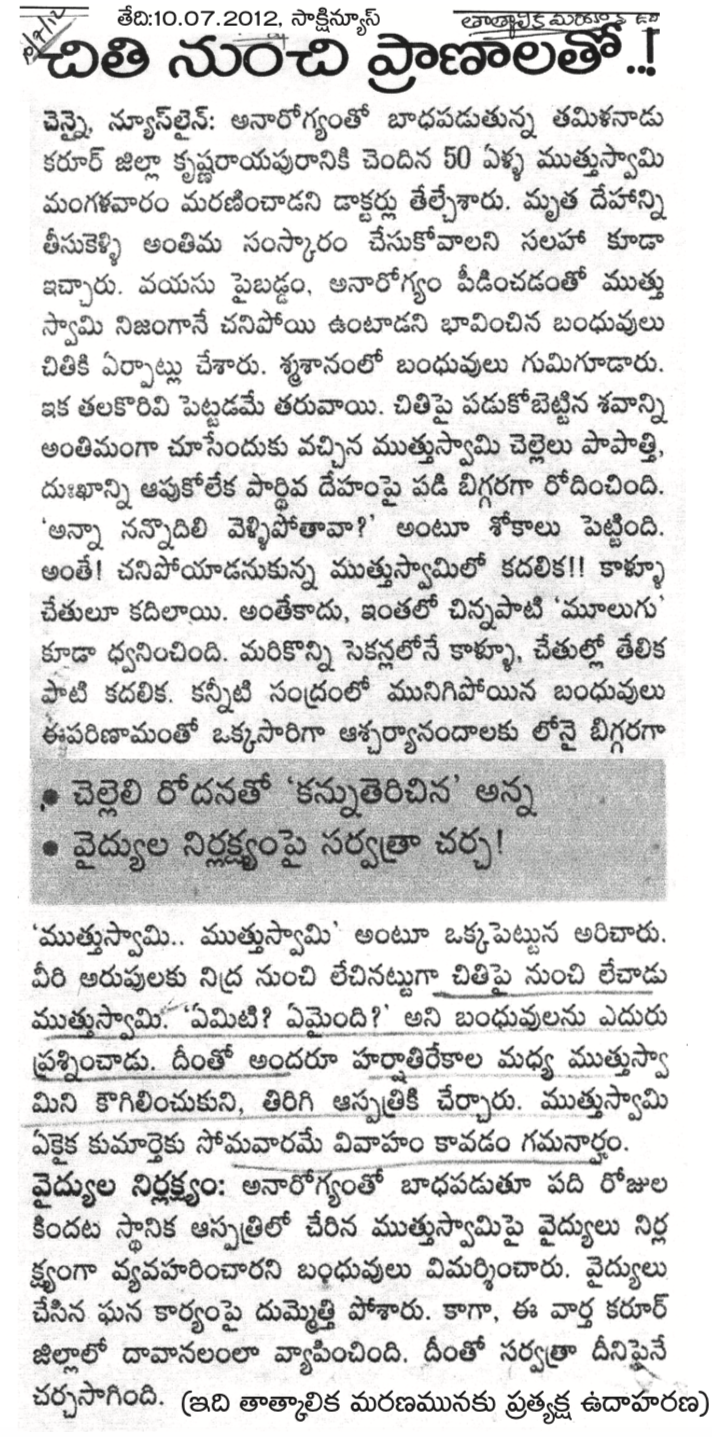 తేది:10.07.2012, సాక్షిన్యూస్
చితి నుంచి ప్రాణాలతో..!
చెన్నై, న్యూస్‌లైన్: అనారోగ్యంతో బాధపడుతున్న తమిళనాడు
కరూర్ జిల్లా కృష్ణరాయపురానికి చెందిన 50 ఏళ్ళ ముత్తుస్వామి
మంగళవారం మరణించాడని డాక్టర్లు తేల్చేశారు. మృత దేహాన్ని
తీసుకెళ్ళి అంతిమ సంస్కారం చేసుకోవాలని సలహా కూడా
ఇచ్చారు. వయసు పైబడ్డం, అనారోగ్యం పీడించడంతో ముత్తు
స్వామి నిజంగానే చనిపోయి ఉంటాడని భావించిన బంధువులు
చితికి ఏర్పాట్లు చేశారు. శ్మశానంలో బంధువులు గుమిగూడారు.
ఇక తలకొరివి పెట్టడమే తరువాయి. చితిపై పడుకోబెట్టిన శవాన్ని
అంతిమంగా చూసేందుకు వచ్చిన ముత్తుస్వామి చెల్లెలు పాపాత్తి,
దుఃఖాన్ని ఆపుకోలేక పార్థివ దేహంపై పడి బిగ్గరగా రోదించింది.
‘అన్నా నన్నొదిలి వెళ్ళిపోతావా?’ అంటూ శోకాలు పెట్టింది.
అంతే! చనిపోయాడనుకున్న ముత్తుస్వామిలో కదలిక!! కాళ్ళూ
చేతులూ కదిలాయి. అంతేకాదు, ఇంతలో చిన్నపాటి ‘మూలుగు’
కూడా ధ్వనించింది. మరికొన్ని సెకన్లలోనే కాళ్ళూ, చేతుల్లో తేలిక
పాటి కదలిక. కన్నీటి సంద్రంలో మునిగిపోయిన బంధువులు
ఈపరిణామంతో ఒక్కసారిగా ఆశ్చర్యానందాలకు లోనై బిగ్గరగా
• చెల్లెలి రోదనతో ‘కన్నుతెరిచిన’ అన్న
• వైద్యుల నిర్లక్ష్యంపై సర్వత్రా చర్చ!
‘ముత్తుస్వామి.. ముత్తుస్వామి’ అంటూ ఒక్కపెట్టున అరిచారు.
వీరి అరుపులకు నిద్ర నుంచి లేచినట్టుగా చితిపై నుంచి లేచాడు
ముత్తుస్వామి. ‘ఏమిటి? ఏమైంది?’ అని బంధువులను ఎదురు
ప్రశ్నించాడు. దీంతో అందరూ హర్షాతిరేకాల మధ్య ముత్తుస్వా
మిని కౌగిలించుకుని, తిరిగి ఆస్పత్రికి చేర్చారు. ముత్తుస్వామి
ఏకైక కుమార్తెకు సోమవారమే వివాహం కావడం గమనార్హం.
వైద్యుల నిర్లక్ష్యం: అనారోగ్యంతో బాధపడుతూ పది రోజుల
కిందట స్థానిక ఆస్పత్రిలో చేరిన ముత్తుస్వామిపై వైద్యులు నిర్ల
క్ష్యంగా వ్యవహరించారని బంధువులు విమర్శించారు. వైద్యులు
చేసిన ఘన కార్యంపై దుమ్మెత్తి పోశారు. కాగా, ఈ వార్త కరూర్
జిల్లాలో దావానలంలా వ్యాపించింది. దీంతో సర్వత్రా దీనిపైనే
చర్చసాగింది. (ఇది తాత్కాలిక మరణమునకు ప్రత్యక్ష ఉదాహరణ)